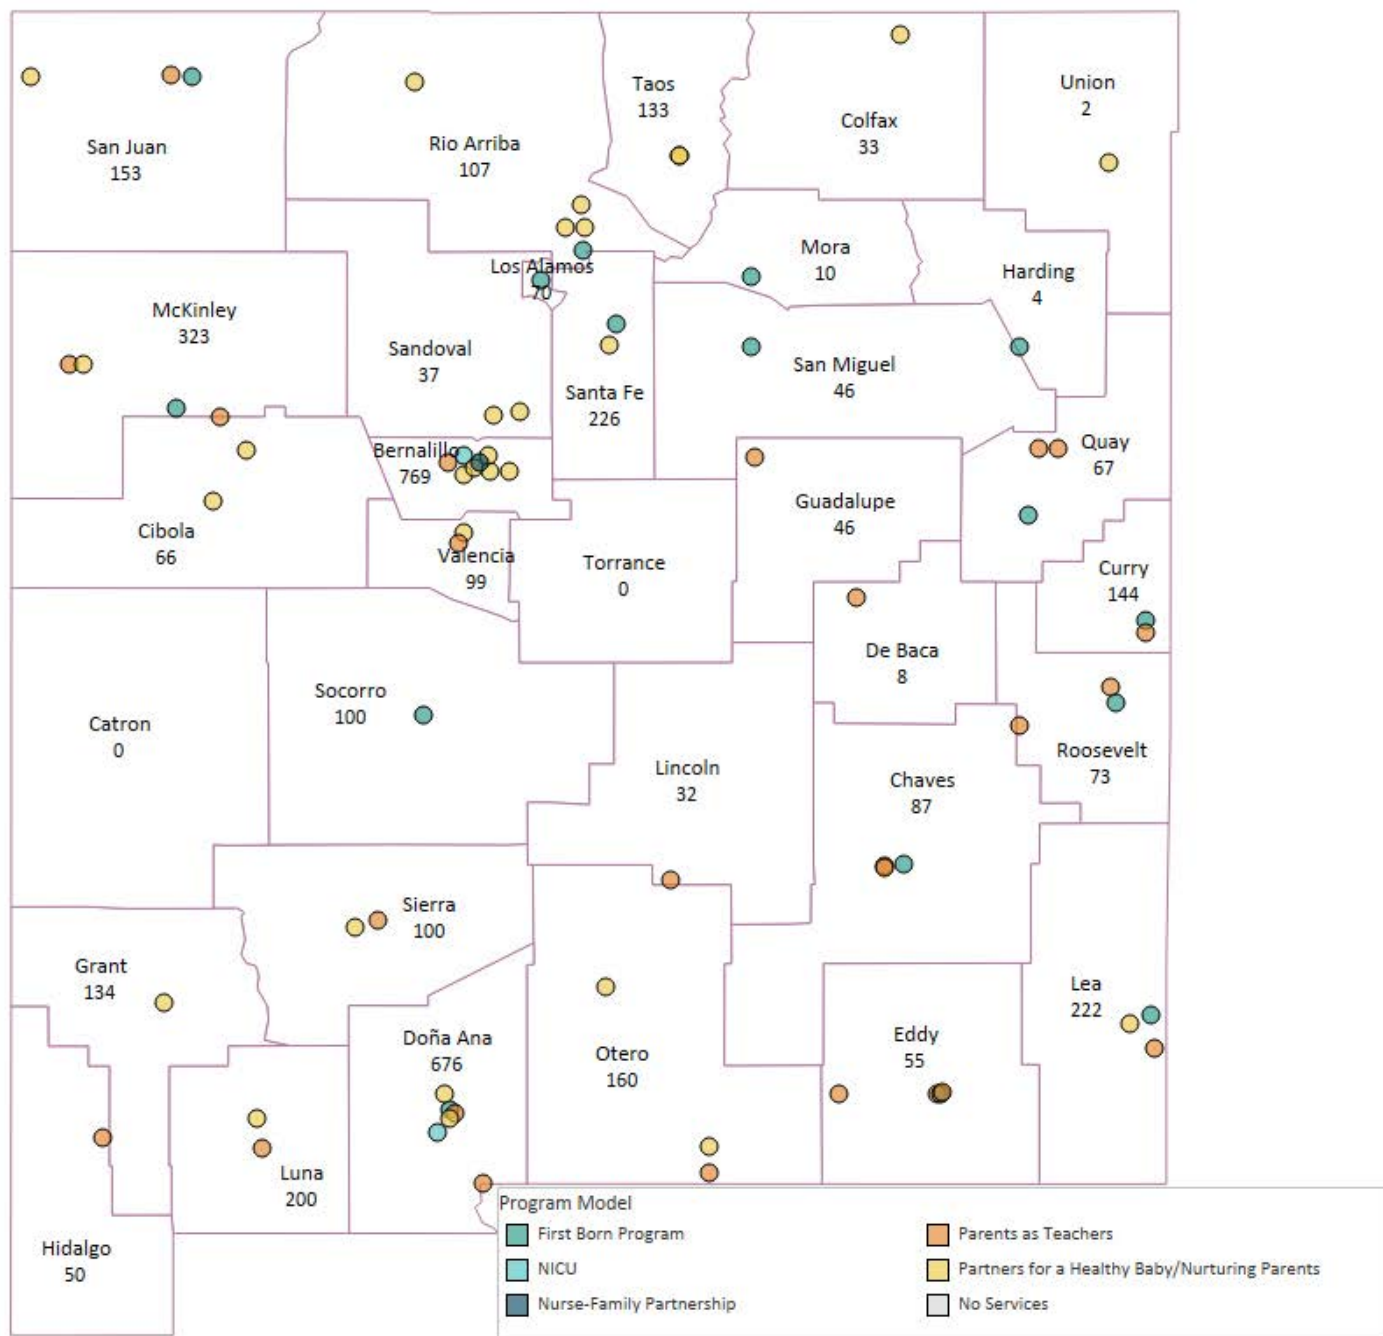 Taos
133
Union
2
Colfax
33
San Juan
153
Rio Arriba
107
Mora
10
Harding
4
Los Alamos
70
McKinley
323
Sandoval
37
San Miguel
46
Santa Fe
226
Bernalillo
769
Quay
67
Guadalupe
46
Cibola
66
Valencia
99
Torrance
0
Curry
144
De Baca
8
Socorro
100
Catron
0
Lincoln
32
Chaves
87
Roosevelt
73
Sierra
100
Grant
134
Lea
222
Doña Ana
676
Eddy
55
Otero
160
Luna
200
Hidalgo
50
Program Model
First Born Program
Parents as Teachers
NICU
Partners for a Healthy Baby/Nurturing Parents
Nurse-Family Partnership
No Services